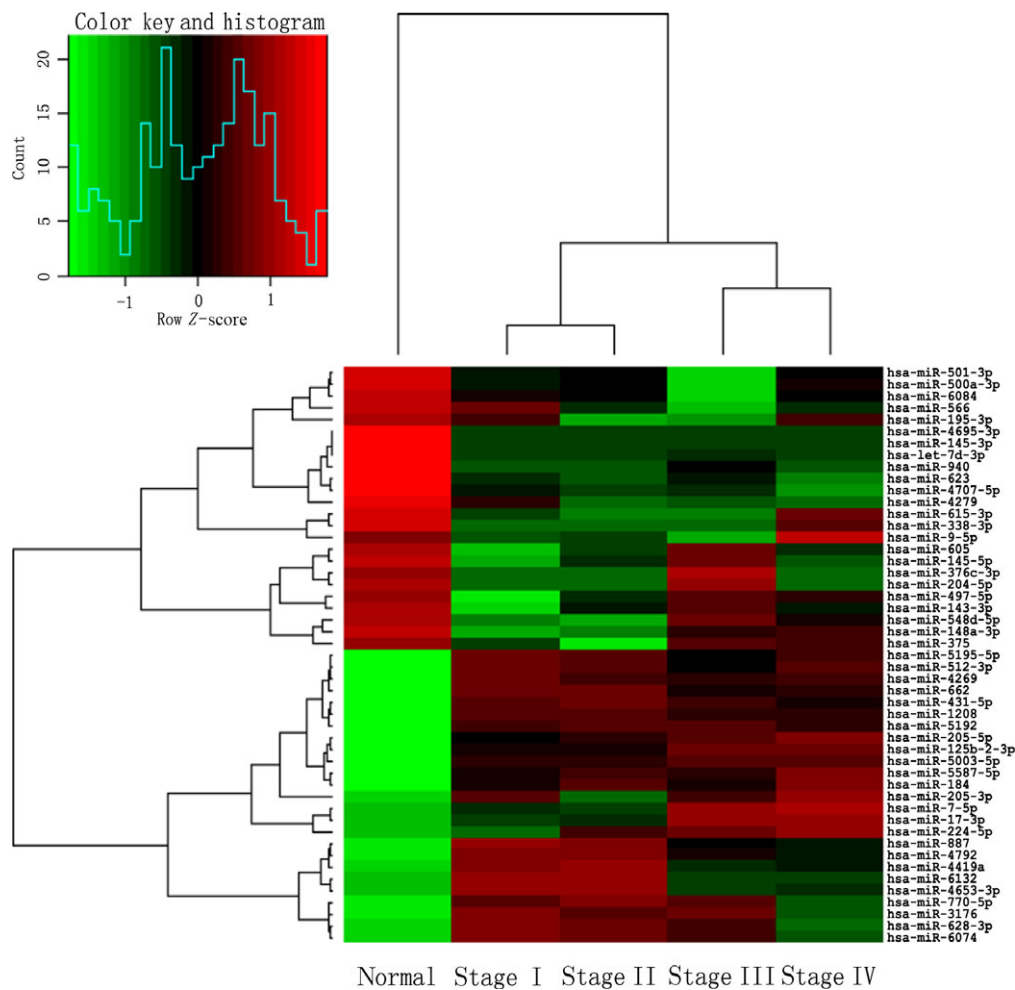 Color key and histogram
Count
20
15
10
5
0
-1 0 1
Row Z-score
hsa-miR-501-3p
hsa-miR-500a-3p
hsa-miR-6084
hsa-miR-566
hsa-miR-195-3p
hsa-miR-4695-3p
hsa-miR-145-3p
hsa-let-7d-3p
hsa-miR-940
hsa-miR-623
hsa-miR-4707-5p
hsa-miR-4279
hsa-miR-615-3p
hsa-miR-338-3p
hsa-miR-9-5p
hsa-miR-605
hsa-miR-145-5p
hsa-miR-376c-3p
hsa-miR-204-5p
hsa-miR-497-5p
hsa-miR-143-3p
hsa-miR-548d-5p
hsa-miR-148a-3p
hsa-miR-375
hsa-miR-5195-5p
hsa-miR-512-3p
hsa-miR-4269
hsa-miR-662
hsa-miR-431-5p
hsa-miR-1208
hsa-miR-5192
hsa-miR-205-5p
hsa-miR-125b-2-3p
hsa-miR-5003-5p
hsa-miR-5587-5p
hsa-miR-184
hsa-miR-205-3p
hsa-miR-7-5p
hsa-miR-17-3p
hsa-miR-224-5p
hsa-miR-887
hsa-miR-4792
hsa-miR-4419a
hsa-miR-6132
hsa-miR-4653-3p
hsa-miR-770-5p
hsa-miR-3176
hsa-miR-628-3p
hsa-miR-6074
Normal Stage I Stage II Stage III Stage IV